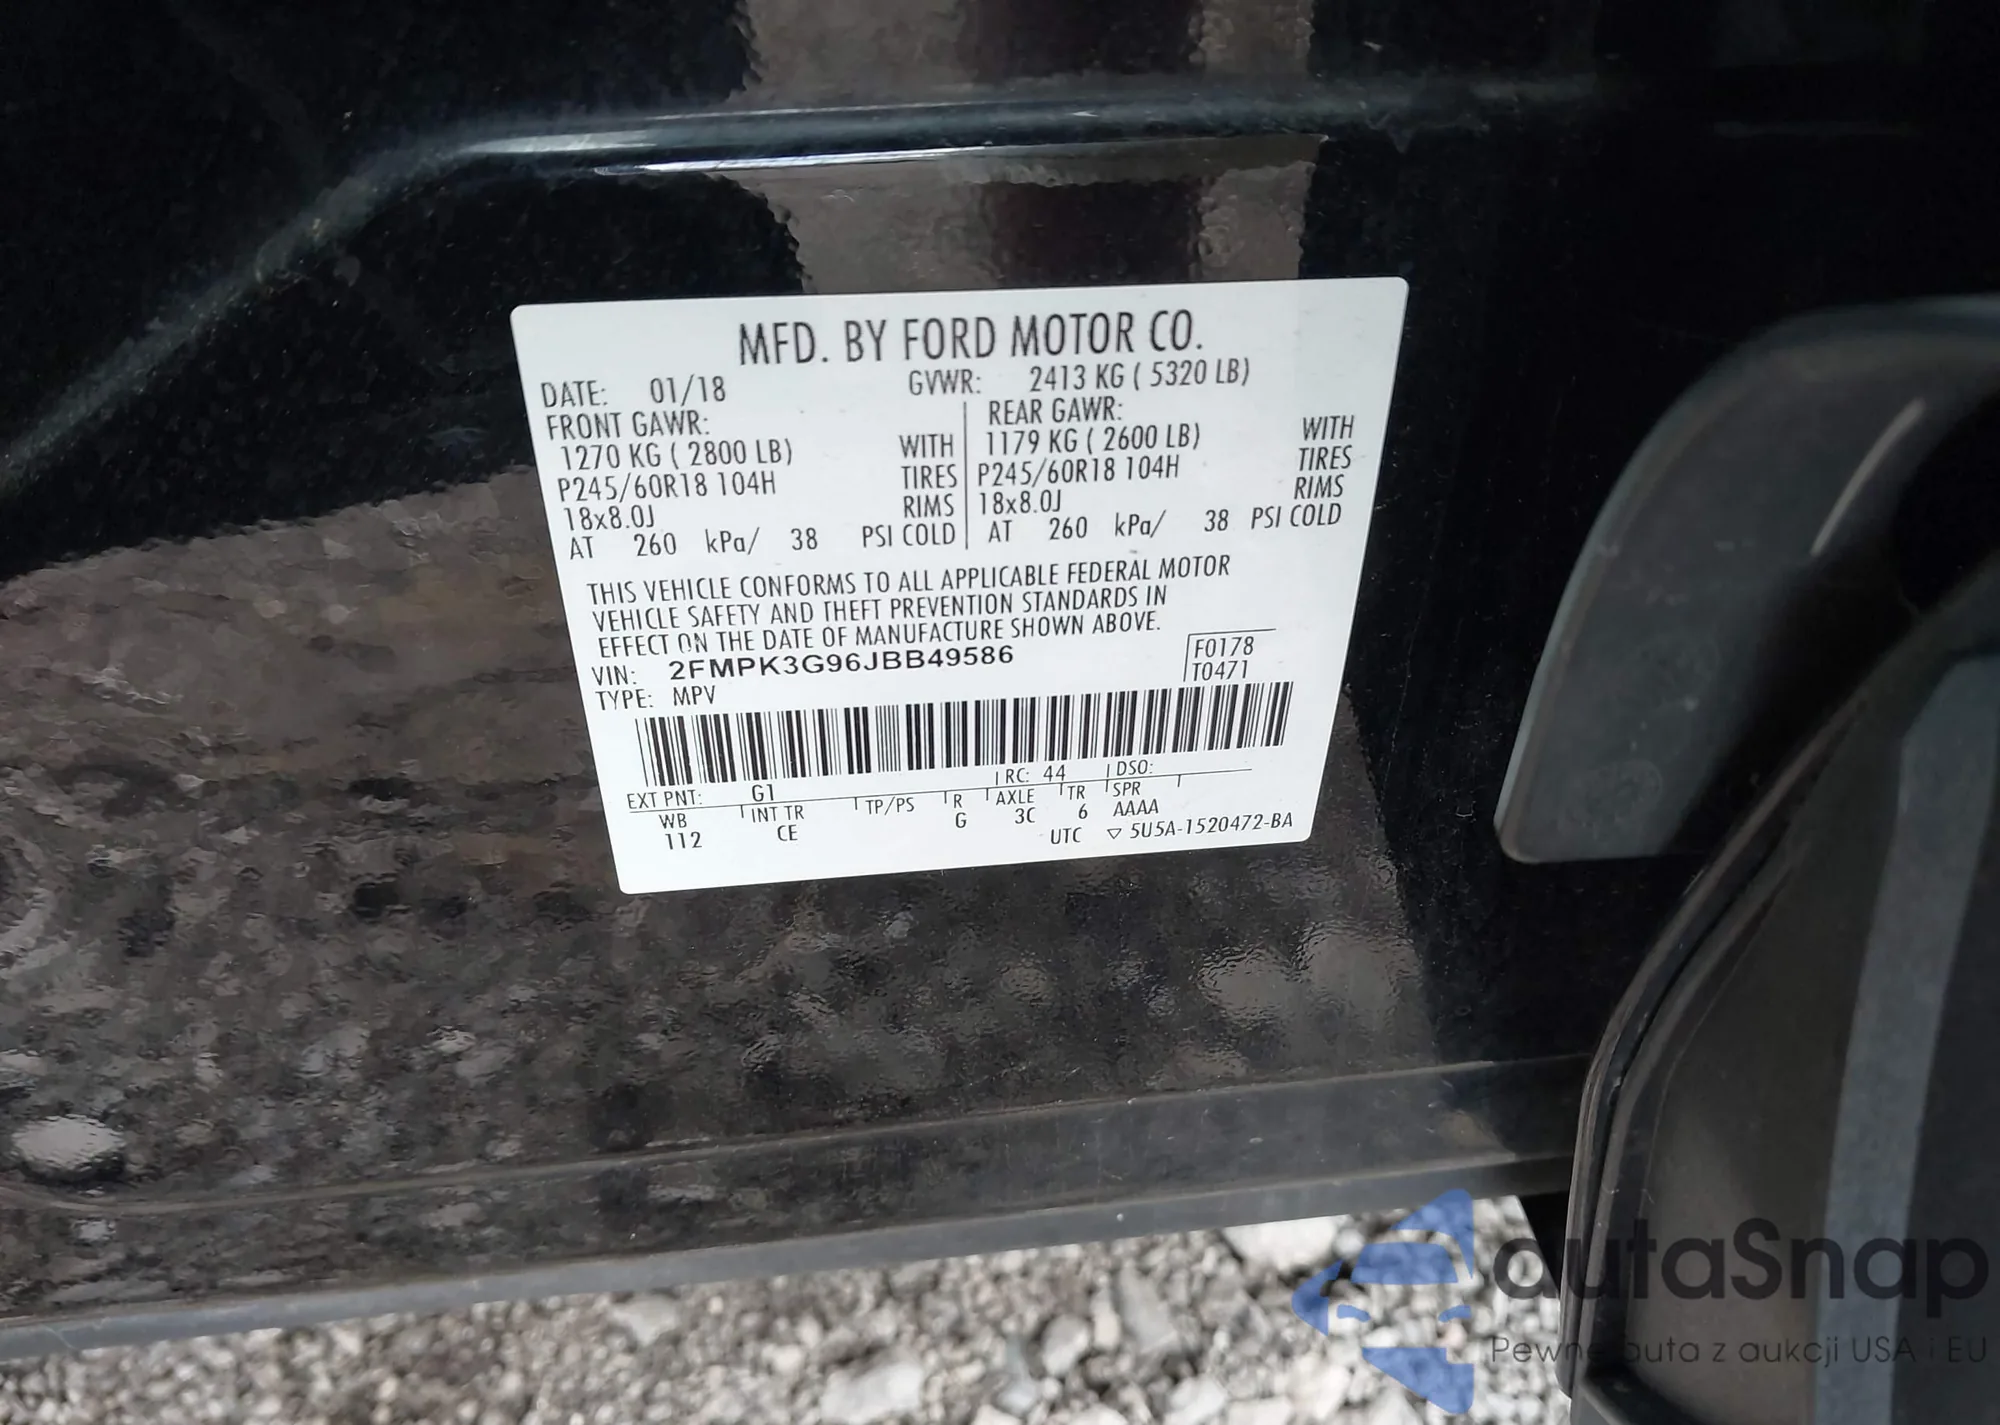 MFD. BY FORD MOTOR CO.
DATE: 01/18 GVWR: 2413 KG ( 5320 LB)
FRONT GAWR: REAR GAWR:
1270 KG ( 2800 LB) WITH 1179 KG ( 2600 LB) WITH
P245/60R18 104H TIRES P245/60R18 104H TIRES
18x8.0J RIMS 18x8.0J RIMS
AT 260 kPa/ 38 PSI COLD AT 260 kPa/ 38 PSI COLD
THIS VEHICLE CONFORMS TO ALL APPLICABLE FEDERAL MOTOR
VEHICLE SAFETY AND THEFT PREVENTION STANDARDS IN
EFFECT ON THE DATE OF MANUFACTURE SHOWN ABOVE.
VIN: 2FMPK3G96JBB49586 F0178
TYPE: MPV T0471
EXT PNT: G1 RC: 44 DSO:
WB INT TR TP/PS R AXLE TR SPR
112 CE G 3C 6 AAAA
UTC ▽ 5U5A-1520472-BA
autaSnap
Pewne auta z aukcji USA i EU